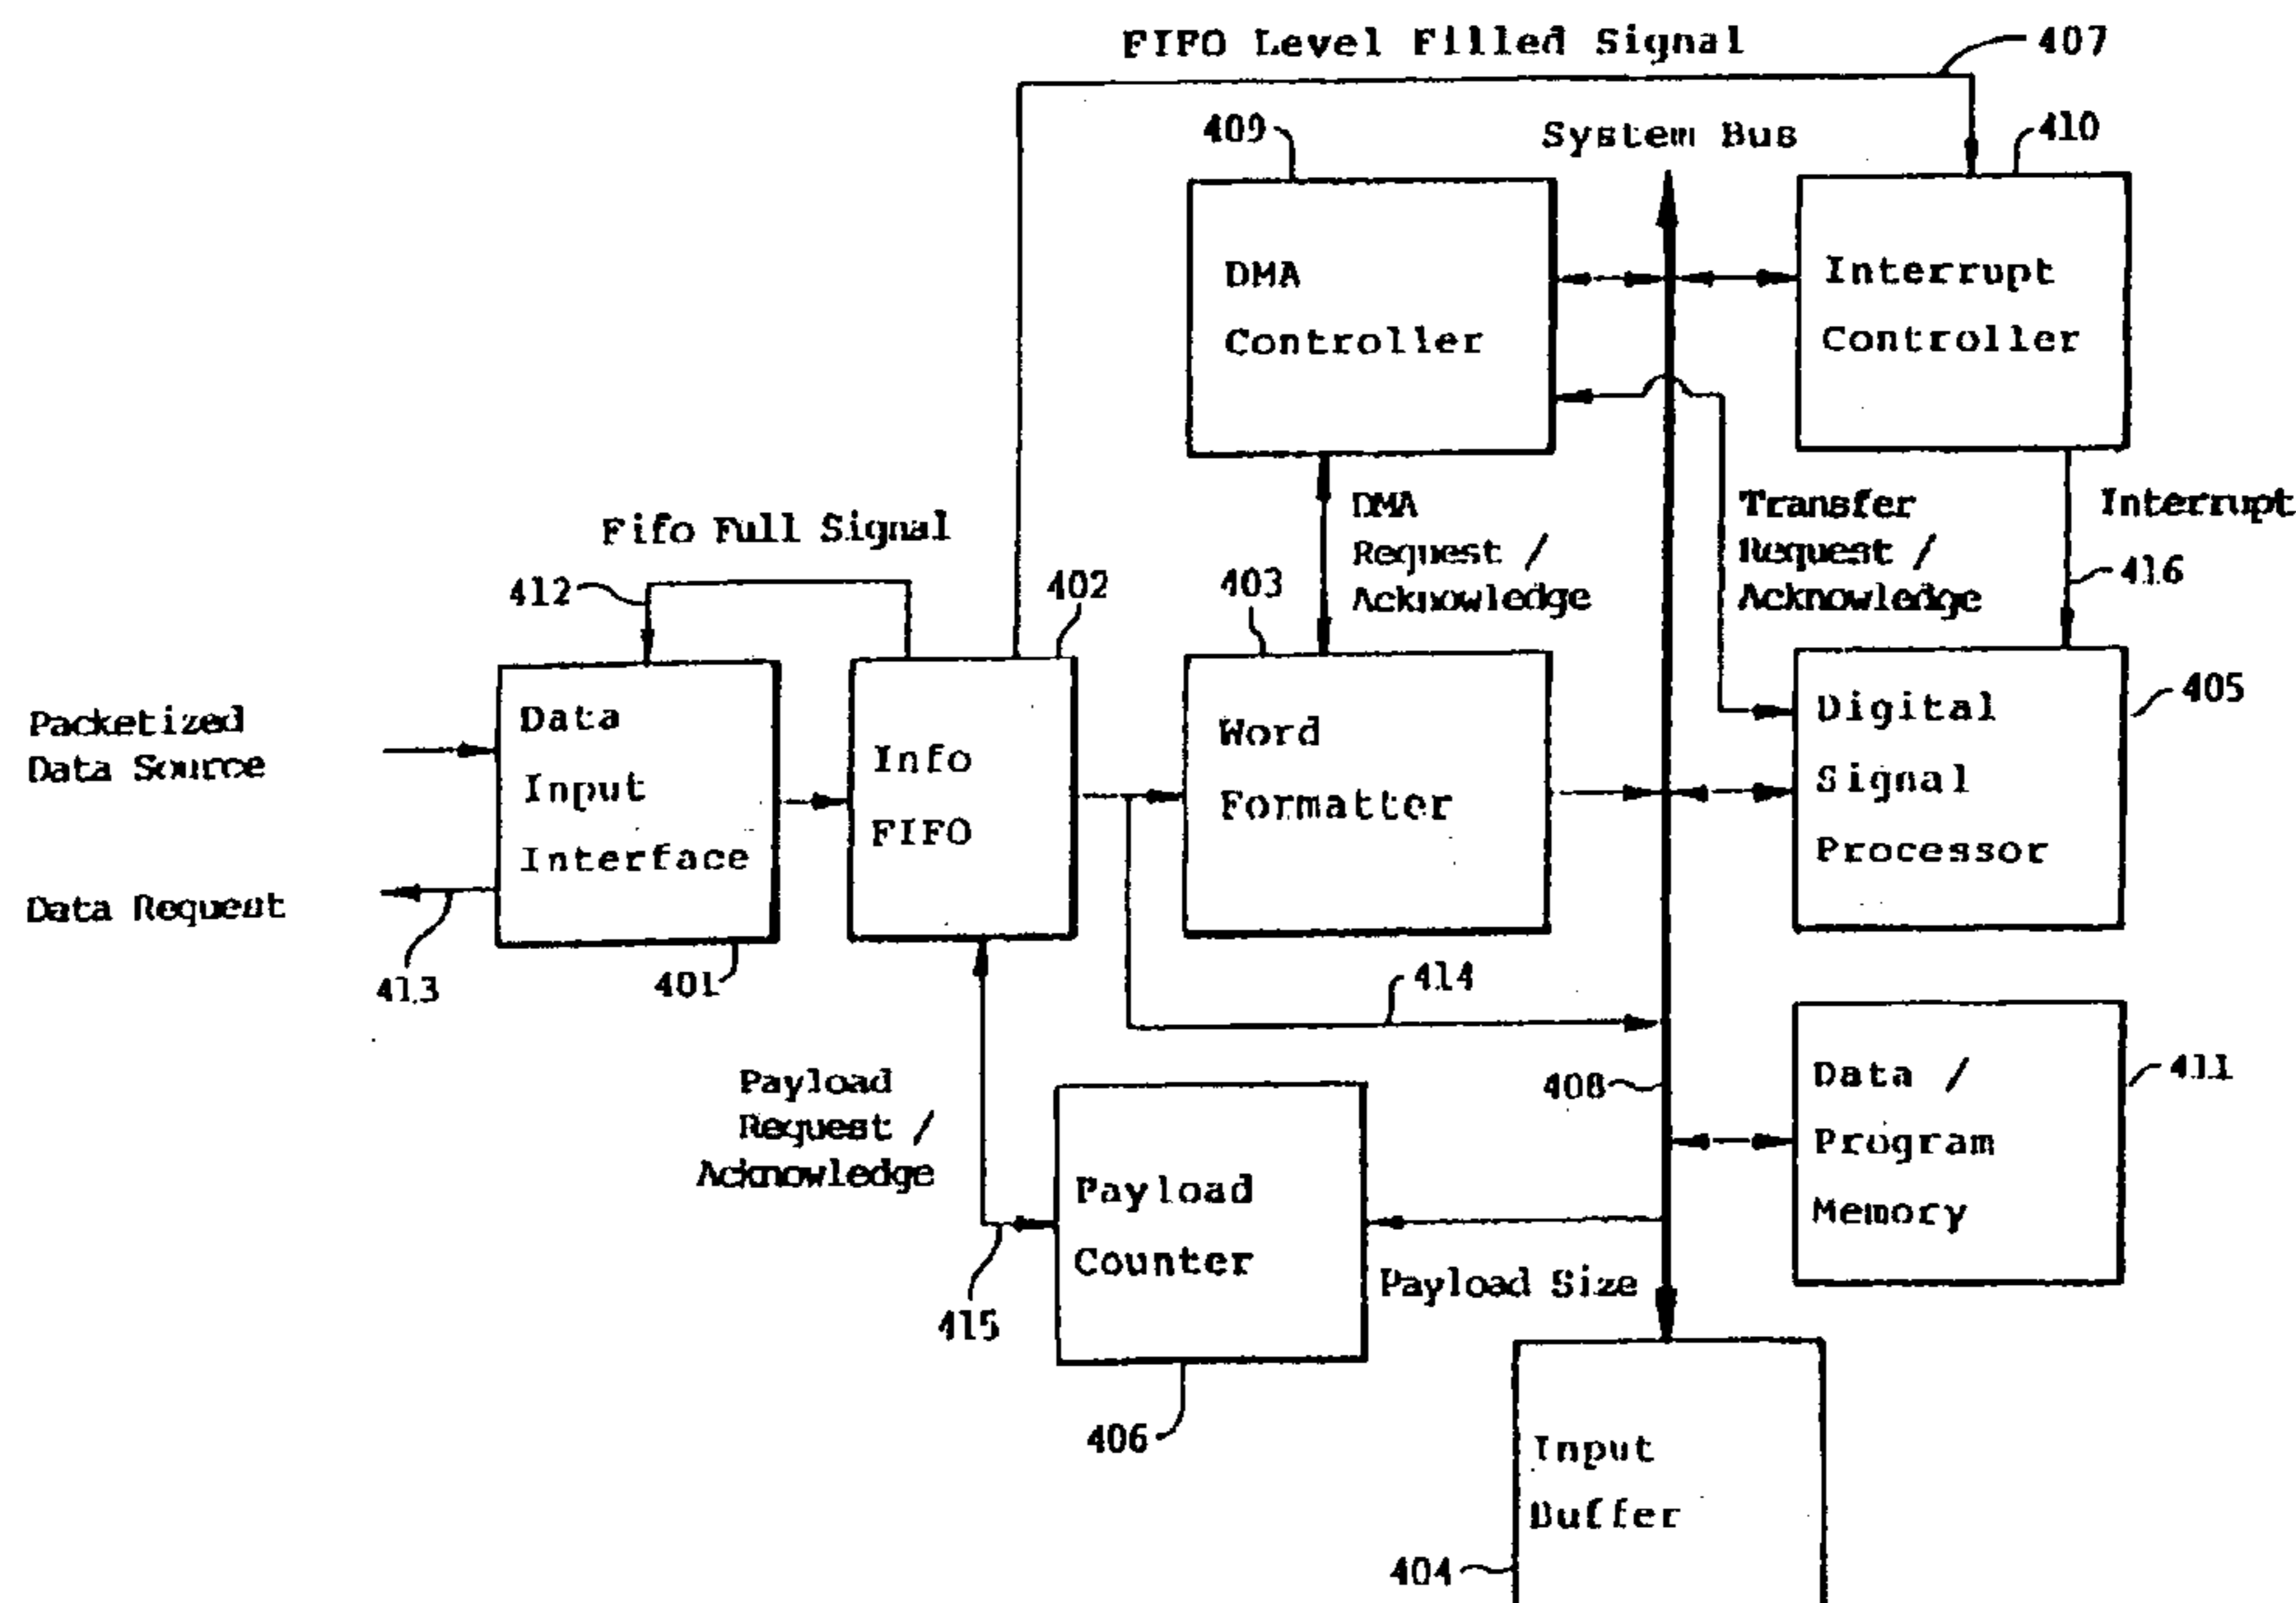 FIFO Level Filled Signal
407
409
System Bus
410
DMA
Controller
Interrupt
Controller
Fifo Full Signal
412
402
403
DMA
Request /
Acknowledge
Transfer
Request /
Acknowledge
Interrupt
416
Packetized
Data Source
Data
Input
Interface
Info
FIFO
Word
Formatter
Digital
Signal
Processor
405
Data Request
413
401
414
Payload
Request /
Acknowledge
408
Data /
Program
Memory
411
Payload
Counter
Payload Size
415
406
Input
Buffer
404